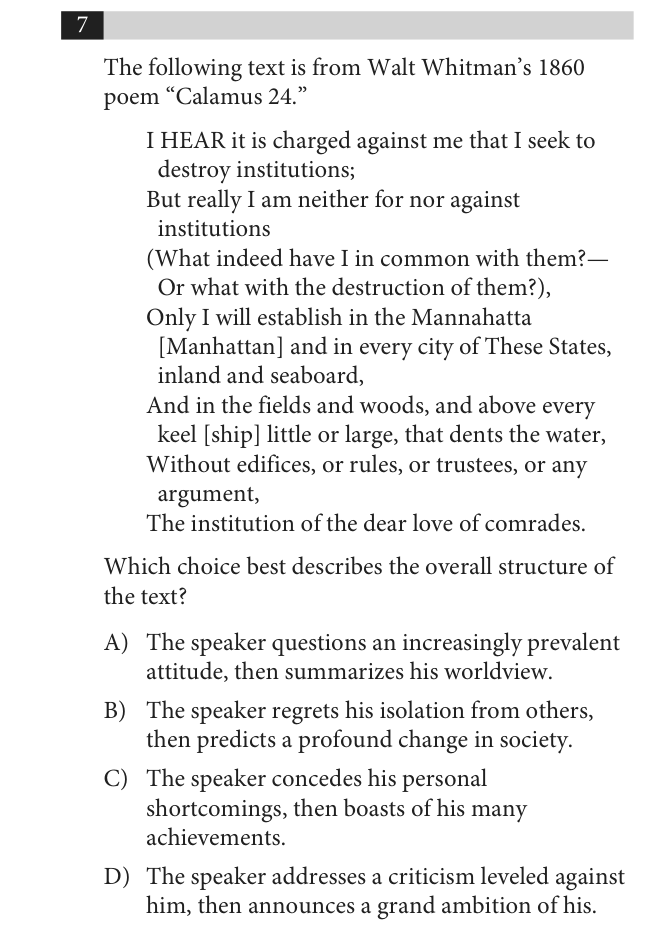 7
The following text is from Walt Whitman’s 1860
poem “Calamus 24.”
I HEAR it is charged against me that I seek to
destroy institutions;
But really I am neither for nor against
institutions
(What indeed have I in common with them?—
Or what with the destruction of them?),
Only I will establish in the Mannahatta
[Manhattan] and in every city of These States,
inland and seaboard,
And in the fields and woods, and above every
keel [ship] little or large, that dents the water,
Without edifices, or rules, or trustees, or any
argument,
The institution of the dear love of comrades.
Which choice best describes the overall structure of
the text?
A) The speaker questions an increasingly prevalent
attitude, then summarizes his worldview.
B) The speaker regrets his isolation from others,
then predicts a profound change in society.
C) The speaker concedes his personal
shortcomings, then boasts of his many
achievements.
D) The speaker addresses a criticism leveled against
him, then announces a grand ambition of his.